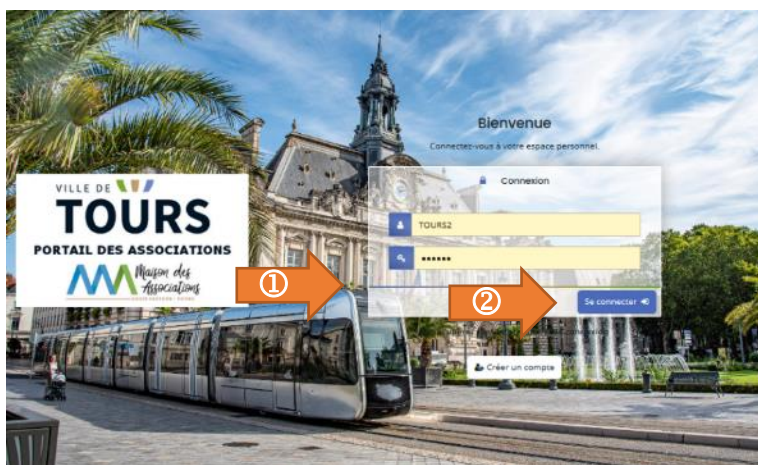 Bienvenue
Connectez-vous à votre espace personnel.
Connexion
TOURS2
VILLE DE
TOURS
PORTAIL DES ASSOCIATIONS
Maison des
Associations
①
②
Se connecter
Créer un compte